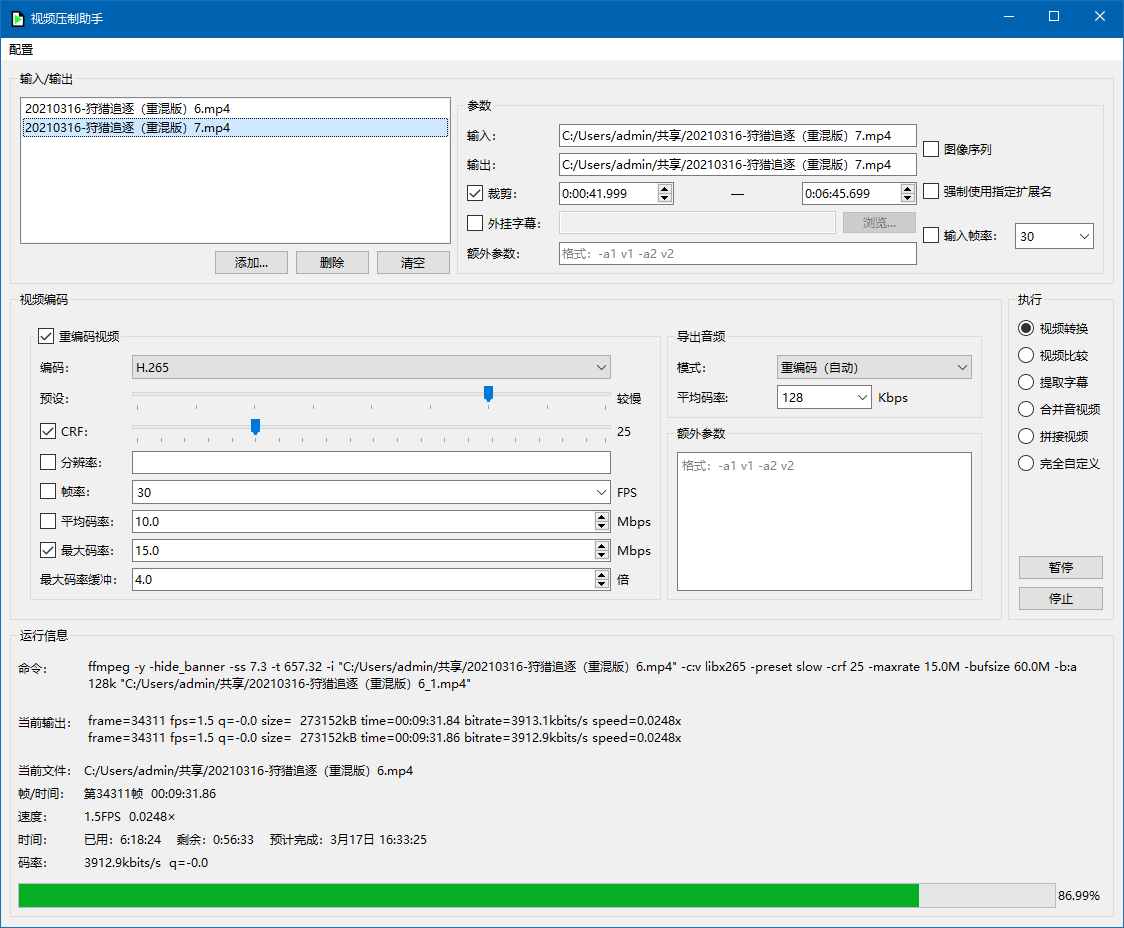 视频压制助手
配置
输入/输出
20210316-狩猎追逐（重混版）6.mp4
20210316-狩猎追逐（重混版）7.mp4
添加...
删除
清空
参数
输入:
C:/Users/admin/共享/20210316-狩猎追逐（重混版）7.mp4
输出:
C:/Users/admin/共享/20210316-狩猎追逐（重混版）7.mp4
图像序列
裁剪:
0:00:41.999
—
0:06:45.699
强制使用指定扩展名
外挂字幕:
浏览...
输入帧率:
30
额外参数:
格式: -a1 v1 -a2 v2
视频编码
重编码视频
编码:
H.265
预设:
较慢
CRF:
25
分辨率:
帧率:
30
FPS
平均码率:
10.0
Mbps
最大码率:
15.0
Mbps
最大码率缓冲:
4.0
倍
导出音频
模式:
重编码（自动）
平均码率:
128
Kbps
额外参数
格式: -a1 v1 -a2 v2
执行
视频转换
视频比较
提取字幕
合并音视频
拼接视频
完全自定义
暂停
停止
运行信息
命令:
ffmpeg -y -hide_banner -ss 7.3 -t 657.32 -i "C:/Users/admin/共享/20210316-狩猎追逐（重混版）6.mp4" -c:v libx265 -preset slow -crf 25 -maxrate 15.0M -bufsize 60.0M -b:a
128k "C:/Users/admin/共享/20210316-狩猎追逐（重混版）6_1.mp4"
当前输出:
frame=34311 fps=1.5 q=-0.0 size=  273152kB time=00:09:31.84 bitrate=3913.1kbits/s speed=0.0248x
frame=34311 fps=1.5 q=-0.0 size=  273152kB time=00:09:31.86 bitrate=3912.9kbits/s speed=0.0248x
当前文件: C:/Users/admin/共享/20210316-狩猎追逐（重混版）6.mp4
帧/时间: 第34311帧 00:09:31.86
速度: 1.5FPS 0.0248×
时间: 已用: 6:18:24 剩余: 0:56:33 预计完成: 3月17日 16:33:25
码率: 3912.9kbits/s q=-0.0
86.99%